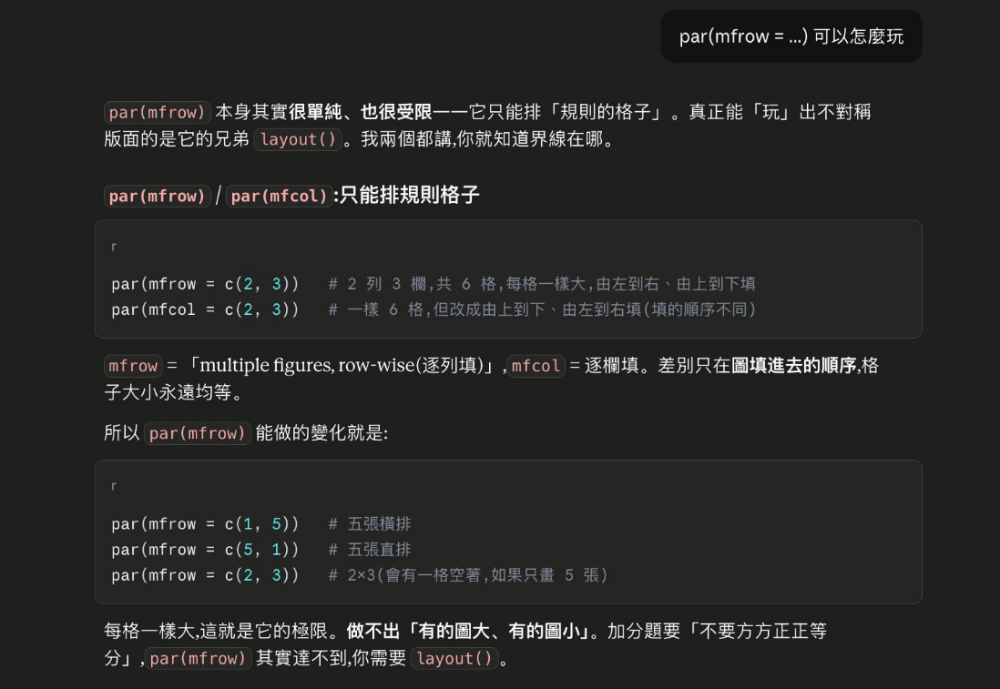 par(mfrow = ...) 可以怎麼玩
par(mfrow) 本身其實很單純、也很受限——它只能排「規則的格子」。真正能「玩」出不對稱
版面的是它的兄弟 layout()。我兩個都講,你就知道界線在哪。
par(mfrow) / par(mfcol):只能排規則格子
r
par(mfrow = c(2, 3))   # 2 列 3 欄,共 6 格,每格一樣大,由左到右、由上到下填
par(mfcol = c(2, 3))   # 一樣 6 格,但改成由上到下、由左到右填(填的順序不同)
mfrow = 「multiple figures, row-wise(逐列填)」,mfcol = 逐欄填。差別只在圖填進去的順序,格
子大小永遠均等。
所以 par(mfrow) 能做的變化就是:
r
par(mfrow = c(1, 5))   # 五張橫排
par(mfrow = c(5, 1))   # 五張直排
par(mfrow = c(2, 3))   # 2×3(會有一格空著,如果只畫 5 張)
每格一樣大,這就是它的極限。做不出「有的圖大、有的圖小」。加分題要「不要方方正正等
分」,par(mfrow) 其實達不到,你需要 layout()。